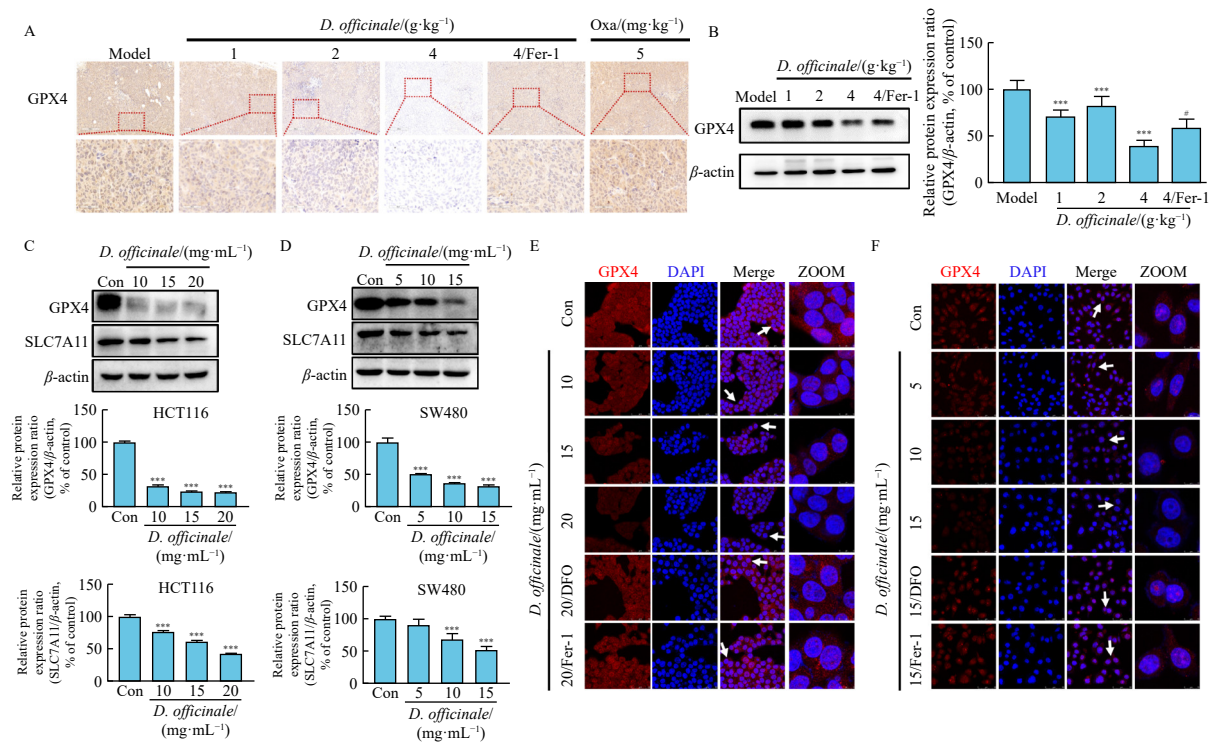 A
D. officinale/(g·kg⁻¹)
Oxa/(mg·kg⁻¹)
Model 1 2 4 4/Fer-1 5
GPX4
B
D. officinale/(g·kg⁻¹)
Model 1 2 4 4/Fer-1
GPX4
β-actin
Relative protein expression ratio
(GPX4/β-actin, % of control)
150
100
50
0
*** *** *** #
Model 1 2 4 4/Fer-1
D. officinale/(g·kg⁻¹)
C
D. officinale/(mg·mL⁻¹)
Con 10 15 20
GPX4
SLC7A11
β-actin
HCT116
Relative protein
expression ratio
(GPX4/β-actin,
% of control)
150
100
50
0
*** *** ***
Con 10 15 20
D. officinale/
(mg·mL⁻¹)
HCT116
Relative protein
expression ratio
(SLC7A11/β-actin,
% of control)
150
100
50
0
*** *** ***
Con 10 15 20
D. officinale/
(mg·mL⁻¹)
D
D. officinale/(mg·mL⁻¹)
Con 5 10 15
GPX4
SLC7A11
β-actin
SW480
Relative protein
expression ratio
(GPX4/β-actin,
% of control)
150
100
50
0
*** *** ***
Con 5 10 15
D. officinale/
(mg·mL⁻¹)
SW480
Relative protein
expression ratio
(SLC7A11/β-actin,
% of control)
150
100
50
0
*** ***
Con 5 10 15
D. officinale/
(mg·mL⁻¹)
E
GPX4 DAPI Merge ZOOM
Con
10
15
20
20/DFO
20/Fer-1
D. officinale/(mg·mL⁻¹)
F
GPX4 DAPI Merge ZOOM
Con
5
10
15
15/DFO
15/Fer-1
D. officinale/(mg·mL⁻¹)